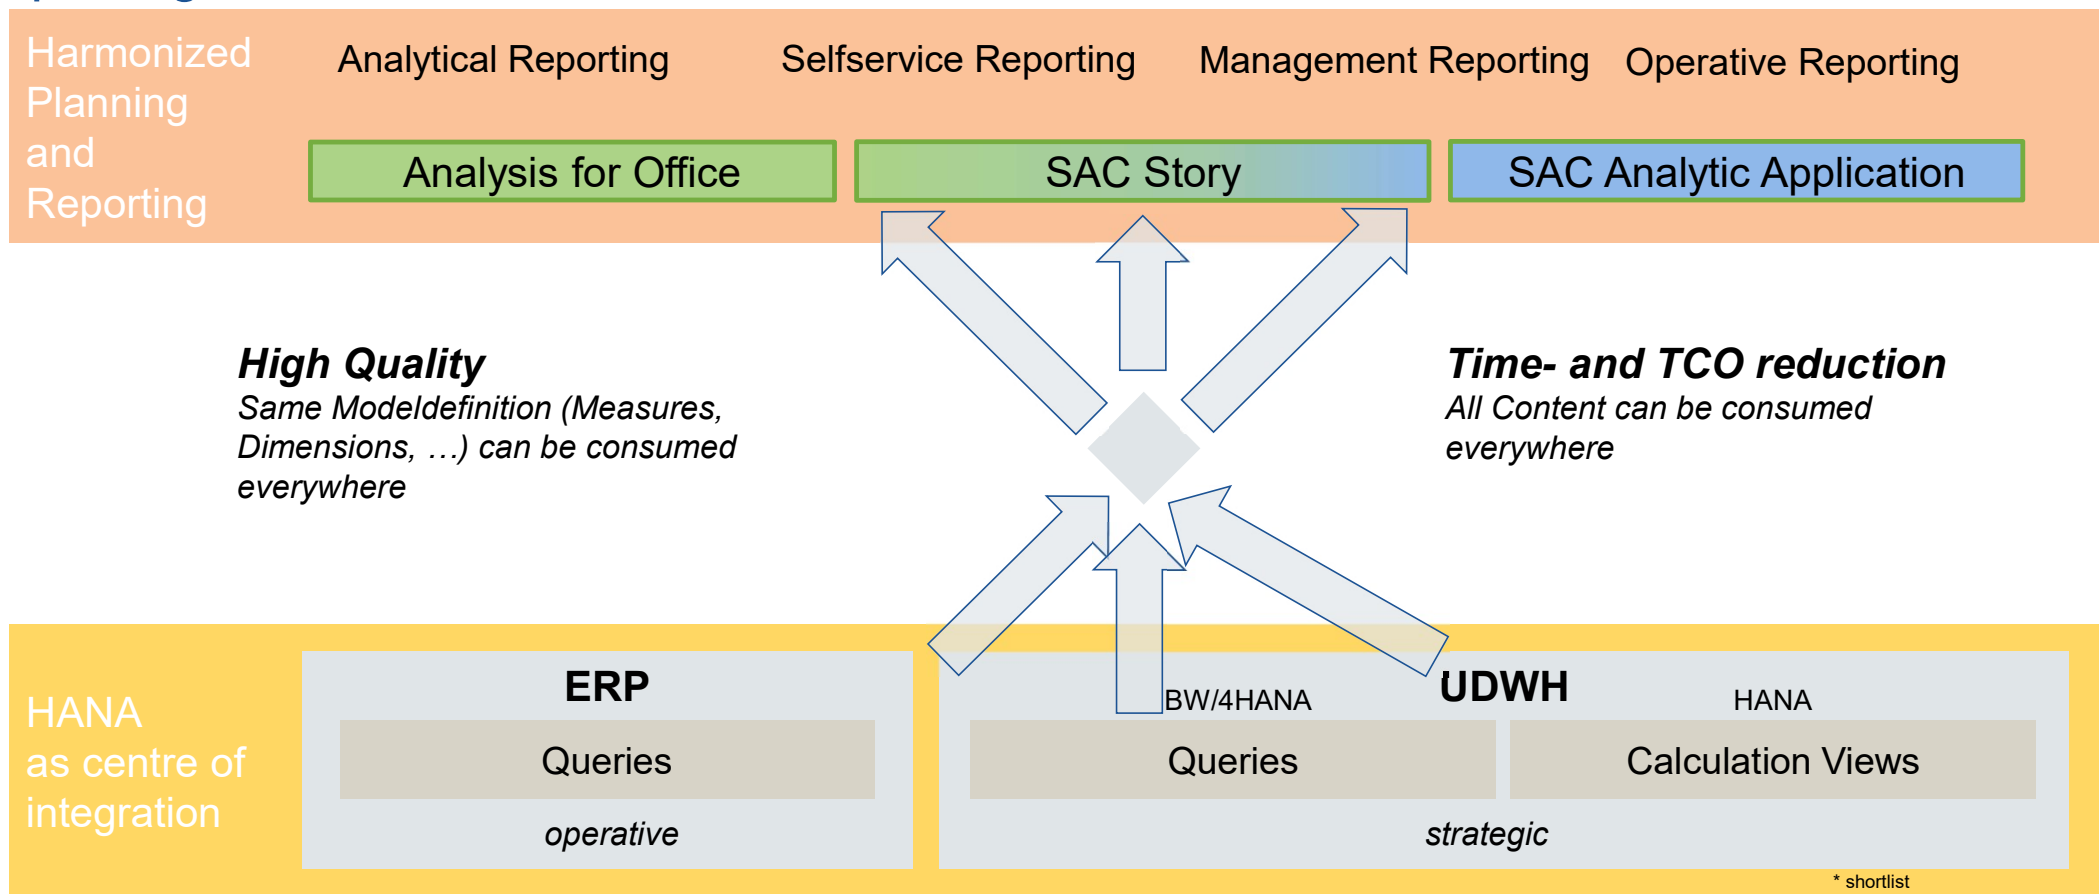 Harmonized
Planning
and
Reporting
Analytical Reporting
Selfservice Reporting
Management Reporting
Operative Reporting
Analysis for Office
SAC Story
SAC Analytic Application
High Quality
Same Modeldefinition (Measures,
Dimensions, …) can be consumed
everywhere
Time- and TCO reduction
All Content can be consumed
everywhere
HANA
as centre of
integration
ERP
Queries
operative
UDWH
BW/4HANA
HANA
Queries
Calculation Views
strategic
* shortlist